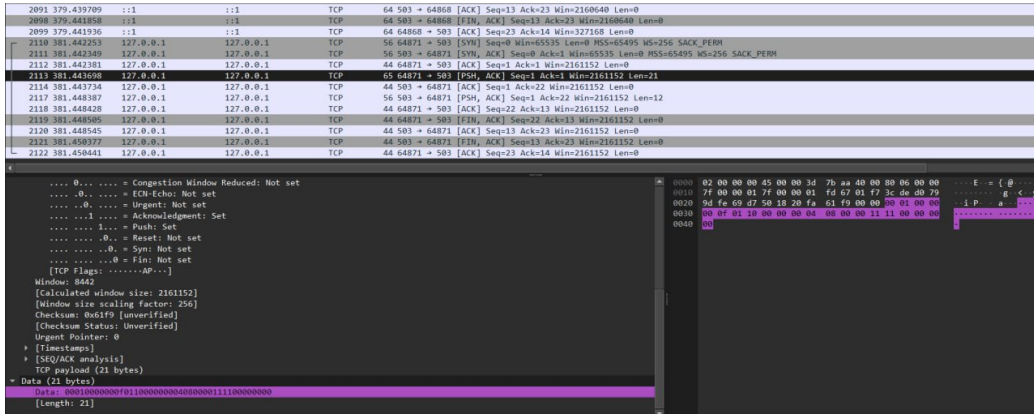 2091 379.439709 ::1 ::1 TCP 64 503 → 64868 [ACK] Seq=13 Ack=23 Win=2160640 Len=0
2098 379.441858 ::1 ::1 TCP 64 503 → 64868 [FIN, ACK] Seq=13 Ack=23 Win=2160640 Len=0
2099 379.441936 ::1 ::1 TCP 64 64868 → 503 [ACK] Seq=23 Ack=14 Win=327168 Len=0
2110 381.442253 127.0.0.1 127.0.0.1 TCP 56 64871 → 503 [SYN] Seq=0 Win=65535 Len=0 MSS=65495 WS=256 SACK_PERM
2111 381.442349 127.0.0.1 127.0.0.1 TCP 56 503 → 64871 [SYN, ACK] Seq=0 Ack=1 Win=65535 Len=0 MSS=65495 WS=256 SACK_PERM
2112 381.442381 127.0.0.1 127.0.0.1 TCP 44 64871 → 503 [ACK] Seq=1 Ack=1 Win=2161152 Len=0
2113 381.443698 127.0.0.1 127.0.0.1 TCP 65 64871 → 503 [PSH, ACK] Seq=1 Ack=1 Win=2161152 Len=21
2114 381.443734 127.0.0.1 127.0.0.1 TCP 44 503 → 64871 [ACK] Seq=1 Ack=22 Win=2161152 Len=0
2117 381.448387 127.0.0.1 127.0.0.1 TCP 56 503 → 64871 [PSH, ACK] Seq=1 Ack=22 Win=2161152 Len=12
2118 381.448428 127.0.0.1 127.0.0.1 TCP 44 64871 → 503 [ACK] Seq=22 Ack=13 Win=2161152 Len=0
2119 381.448505 127.0.0.1 127.0.0.1 TCP 44 64871 → 503 [FIN, ACK] Seq=22 Ack=13 Win=2161152 Len=0
2120 381.448545 127.0.0.1 127.0.0.1 TCP 44 503 → 64871 [ACK] Seq=13 Ack=23 Win=2161152 Len=0
2121 381.450377 127.0.0.1 127.0.0.1 TCP 44 503 → 64871 [FIN, ACK] Seq=13 Ack=23 Win=2161152 Len=0
2122 381.450441 127.0.0.1 127.0.0.1 TCP 44 64871 → 503 [ACK] Seq=23 Ack=14 Win=2161152 Len=0
.... 0... .... = Congestion Window Reduced: Not set
.... .0.. .... = ECN-Echo: Not set
.... ..0. .... = Urgent: Not set
.... ...1 .... = Acknowledgment: Set
.... .... 1... = Push: Set
.... .... .0.. = Reset: Not set
.... .... ..0. = Syn: Not set
.... .... ...0 = Fin: Not set
[TCP Flags: ·······AP···]
Window: 8442
[Calculated window size: 2161152]
[Window size scaling factor: 256]
Checksum: 0x61f9 [unverified]
[Checksum Status: Unverified]
Urgent Pointer: 0
[Timestamps]
[SEQ/ACK analysis]
TCP payload (21 bytes)
Data (21 bytes)
Data: 00010000000f011000000004080000111100000000
[Length: 21]
0000 02 00 00 00 45 00 00 3d 7b aa 40 00 80 06 00 00 ····E··= {·@·····
0010 7f 00 00 01 7f 00 00 01 fd 67 01 f7 3c de d0 79 ········ ·g··<··y
0020 9d fe 69 d7 50 18 20 fa 61 f9 00 00 00 01 00 00 ··i·P· · a·······
0030 00 0f 01 10 00 00 00 04 08 00 00 11 11 00 00 00 ········ ········
0040 00 ·